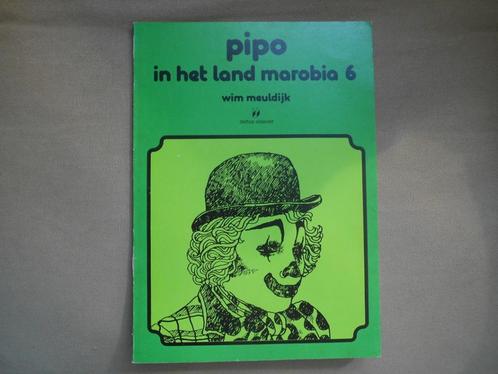 pipo
in het land marobia 6
wim meuldijk